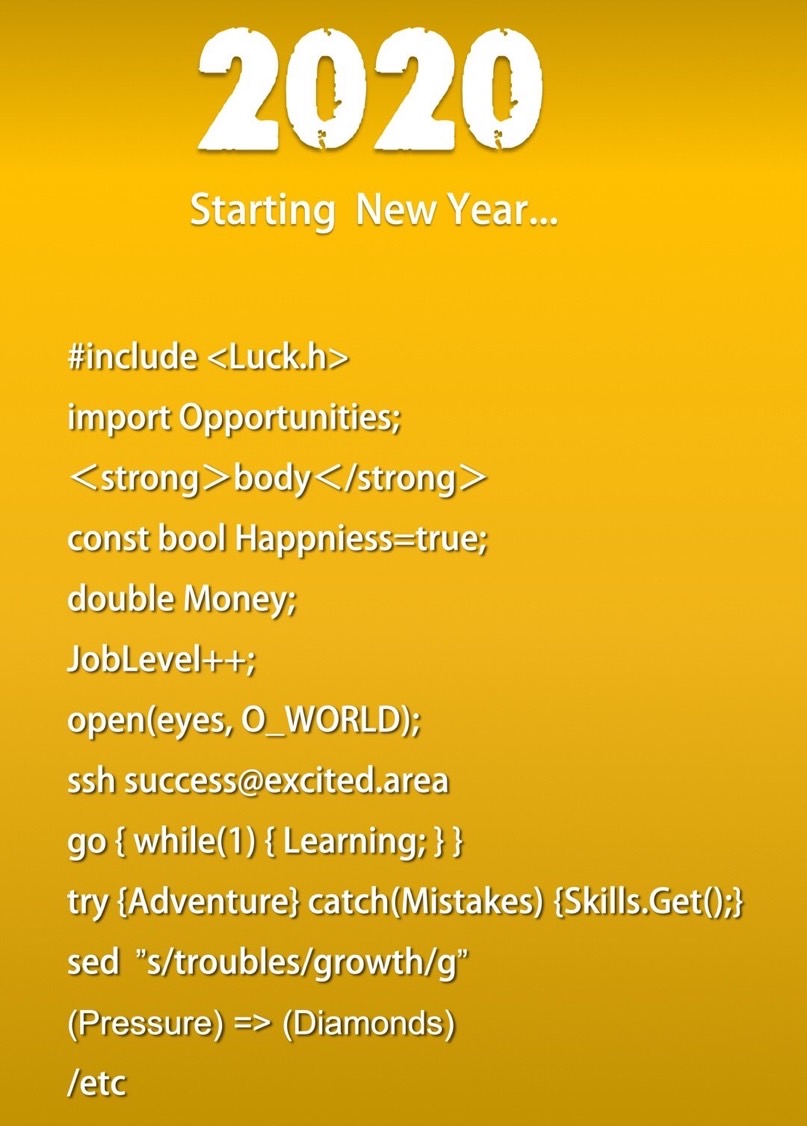 2020
Starting New Year...
#include <Luck.h>
import Opportunities;
<strong>body</strong>
const bool Happniess=true;
double Money;
JobLevel++;
open(eyes, O_WORLD);
ssh success@excited.area
go { while(1) { Learning; } }
try {Adventure} catch(Mistakes) {Skills.Get();}
sed ”s/troubles/growth/g”
(Pressure) => (Diamonds)
/etc